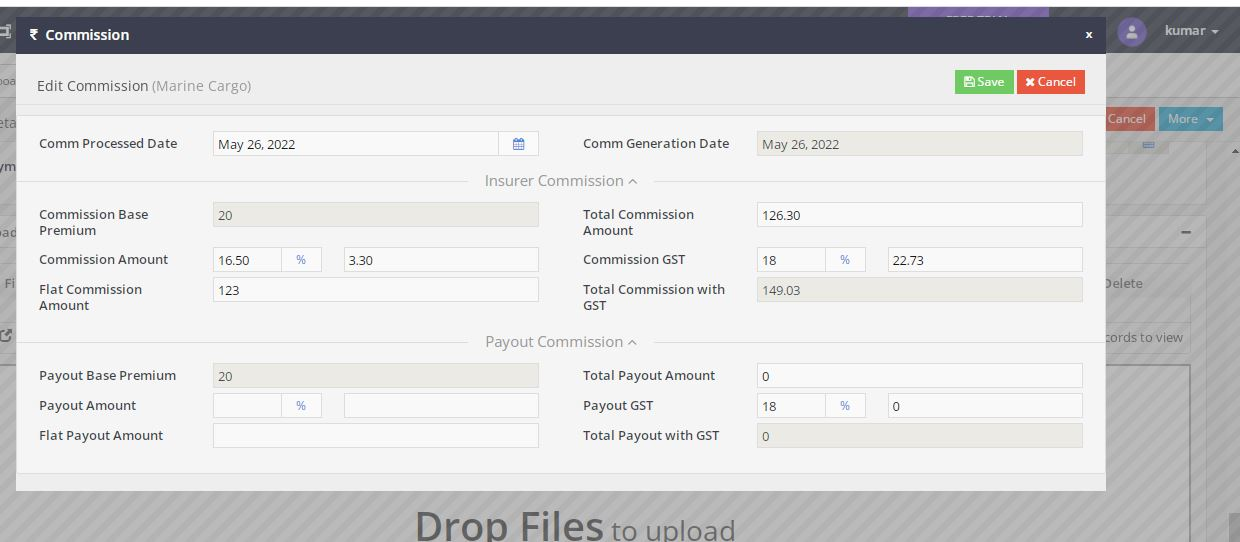 ₹ Commission x
kumar
Edit Commission (Marine Cargo) Save Cancel
Cancel More
Comm Processed Date May 26, 2022 Comm Generation Date May 26, 2022
Insurer Commission
Commission Base Premium 20 Total Commission Amount 126.30
Commission Amount 16.50 % 3.30 Commission GST 18 % 22.73
Flat Commission Amount 123 Total Commission with GST 149.03
Delete
Payout Commission
cords to view
Payout Base Premium 20 Total Payout Amount 0
Payout Amount % Payout GST 18 % 0
Flat Payout Amount Total Payout with GST 0
Drop Files to upload